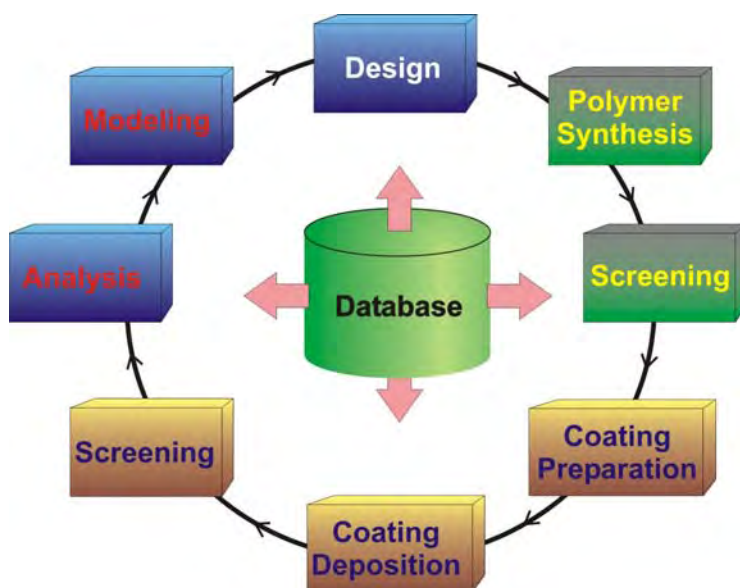 Design
Polymer
Synthesis
Screening
Coating
Preparation
Coating
Deposition
Screening
Analysis
Modeling
Database